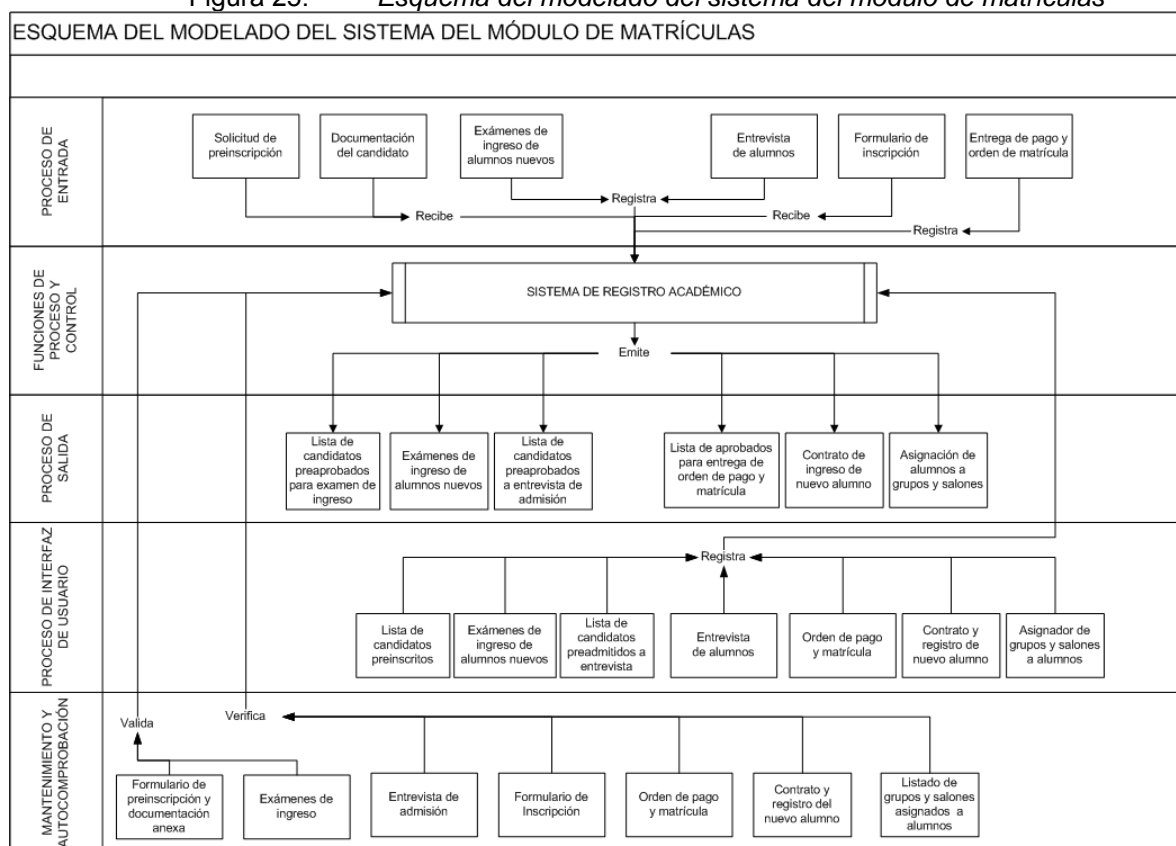 Figura 29. Esquema del modelado del sistema del módulo de matrículas
ESQUEMA DEL MODELADO DEL SISTEMA DEL MÓDULO DE MATRÍCULAS
PROCESO DE
ENTRADA
Solicitud de
preinscripción
Documentación
del candidato
Exámenes de
ingreso de
alumnos nuevos
Entrevista
de alumnos
Formulario de
inscripción
Entrega de pago y
orden de matrícula
Registra
Recibe
Recibe
Registra
FUNCIONES DE
PROCESO Y
CONTROL
SISTEMA DE REGISTRO ACADÉMICO
Emite
PROCESO DE
SALIDA
Lista de
candidatos
preaprobados
para examen de
ingreso
Exámenes de
ingreso de
alumnos nuevos
Lista de
candidatos
preaprobados
a entrevista de
admisión
Lista de aprobados
para entrega de
orden de pago y
matrícula
Contrato de
ingreso de
nuevo alumno
Asignación de
alumnos a
grupos y salones
PROCESO DE INTERFAZ
DE USUARIO
Registra
Lista de
candidatos
preinscritos
Exámenes de
ingreso de
alumnos nuevos
Lista de
candidatos
preadmitidos a
entrevista
Entrevista
de alumnos
Orden de pago
y matrícula
Contrato y
registro de
nuevo alumno
Asignador de
grupos y salones
a alumnos
MANTENIMIENTO Y
AUTOCOMPROBACIÓN
Valida
Verifica
Formulario de
preinscripción y
documentación
anexa
Exámenes de
ingreso
Entrevista de
admisión
Formulario de
Inscripción
Orden de pago
y matrícula
Contrato y
registro del
nuevo alumno
Listado de
grupos y salones
asignados a
alumnos